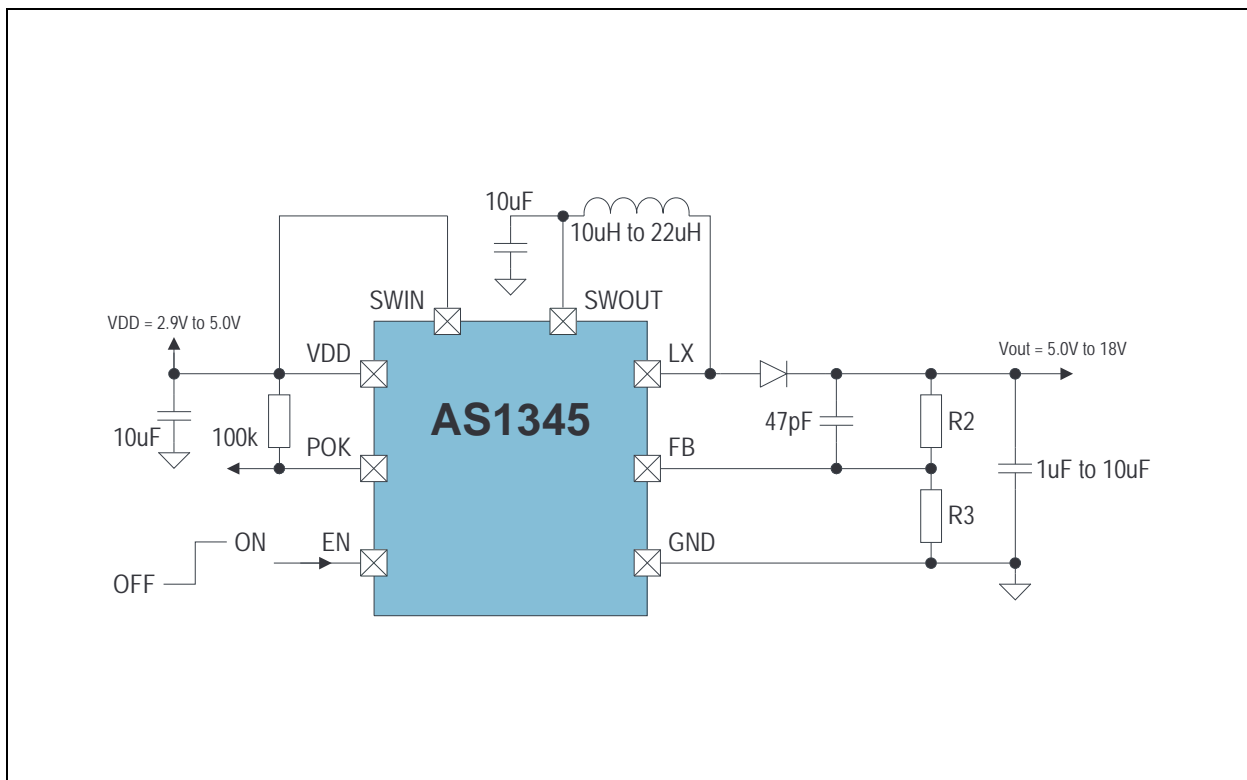 10uF
10uH to 22uH
SWIN
SWOUT
VDD = 2.9V to 5.0V
VDD
LX
Vout = 5.0V to 18V
AS1345
10uF
100k
POK
47pF
FB
R2
1uF to 10uF
R3
ON
EN
GND
OFF